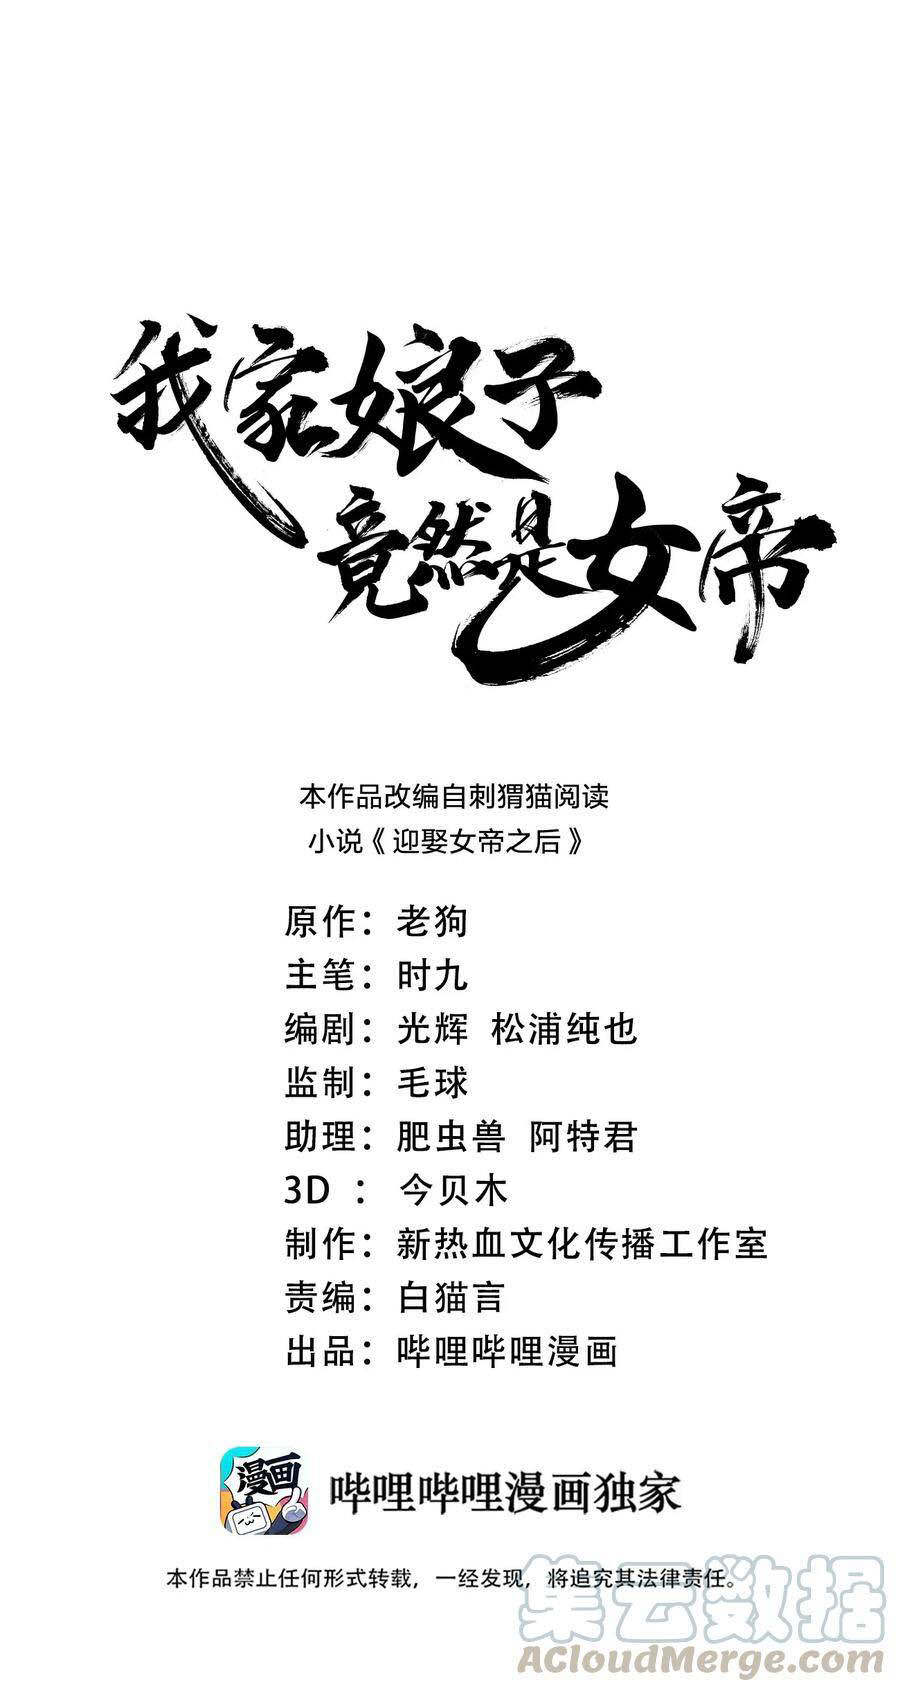 我家娘子
竟然是女帝
本作品改编自刺猬猫阅读
小说《迎娶女帝之后》
原作：老狗
主笔：时九
编剧：光辉 松浦纯也
监制：毛球
助理：肥虫兽 阿特君
3D ： 今贝木
制作：新热血文化传播工作室
责编：白猫言
出品：哔哩哔哩漫画
漫画
哔哩哔哩漫画独家
本作品禁止任何形式转载，一经发现，将追究其法律责任。
集云数据
ACloudMerge.com